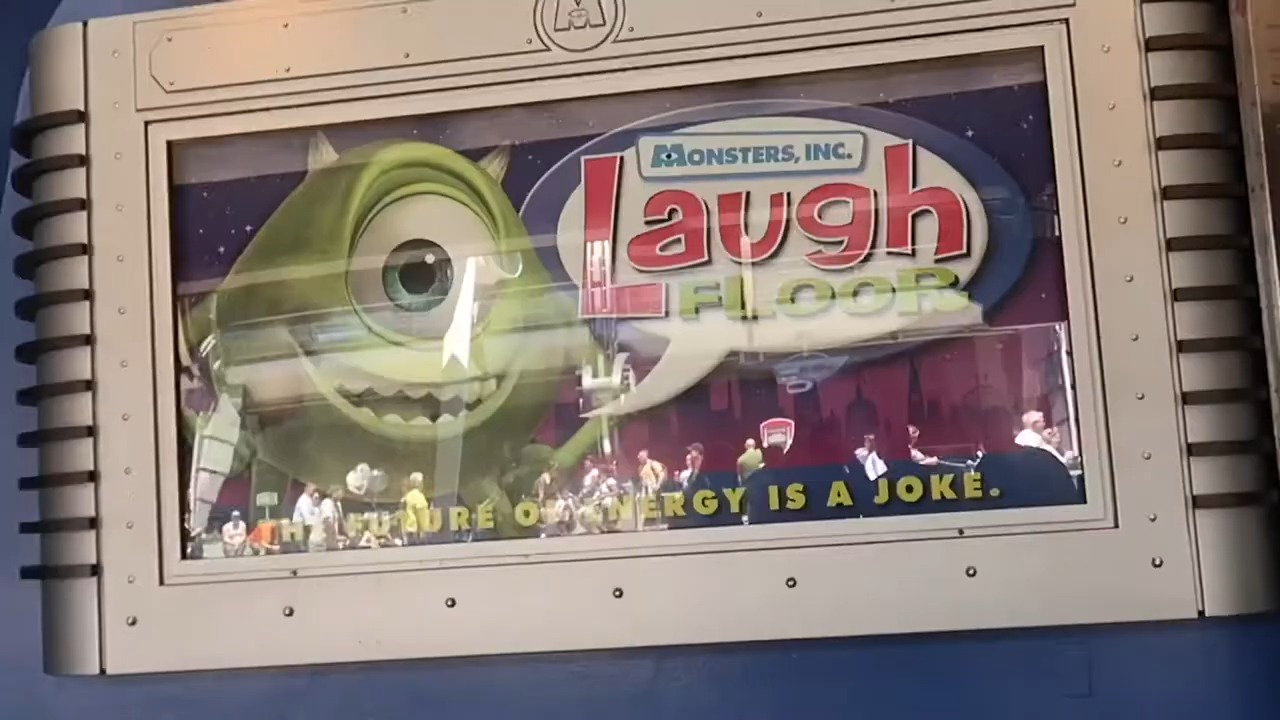 MONSTERS, INC.
Laugh
FLOOR
THE FUTURE OF ENERGY IS A JOKE.